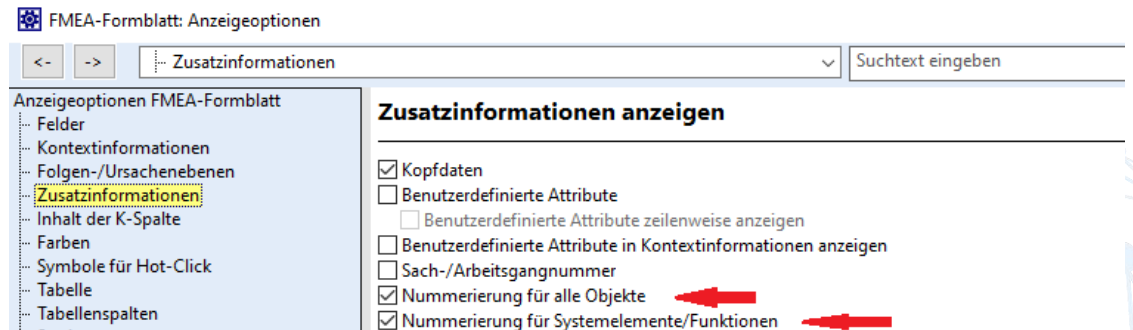 FMEA-Formblatt: Anzeigeoptionen
<- -> Zusatzinformationen Suchtext eingeben
Anzeigeoptionen FMEA-Formblatt
Felder
Kontextinformationen
Folgen-/Ursachenebenen
Zusatzinformationen
Inhalt der K-Spalte
Farben
Symbole für Hot-Click
Tabelle
Tabellenspalten
Zusatzinformationen anzeigen
Kopfdaten
Benutzerdefinierte Attribute
Benutzerdefinierte Attribute zeilenweise anzeigen
Benutzerdefinierte Attribute in Kontextinformationen anzeigen
Sach-/Arbeitsgangnummer
Nummerierung für alle Objekte
Nummerierung für Systemelemente/Funktionen